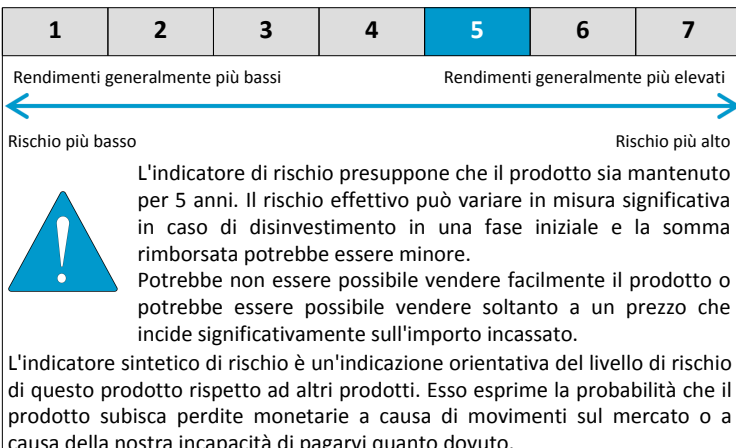 1 2 3 4 5 6 7
Rendimenti generalmente più bassi Rendimenti generalmente più elevati
Rischio più basso Rischio più alto
L'indicatore di rischio presuppone che il prodotto sia mantenuto
per 5 anni. Il rischio effettivo può variare in misura significativa
in caso di disinvestimento in una fase iniziale e la somma
rimborsata potrebbe essere minore.
Potrebbe non essere possibile vendere facilmente il prodotto o
potrebbe essere possibile vendere soltanto a un prezzo che
incide significativamente sull'importo incassato.
L'indicatore sintetico di rischio è un'indicazione orientativa del livello di rischio
di questo prodotto rispetto ad altri prodotti. Esso esprime la probabilità che il
prodotto subisca perdite monetarie a causa di movimenti sul mercato o a
causa della nostra incapacità di pagarvi quanto dovuto.